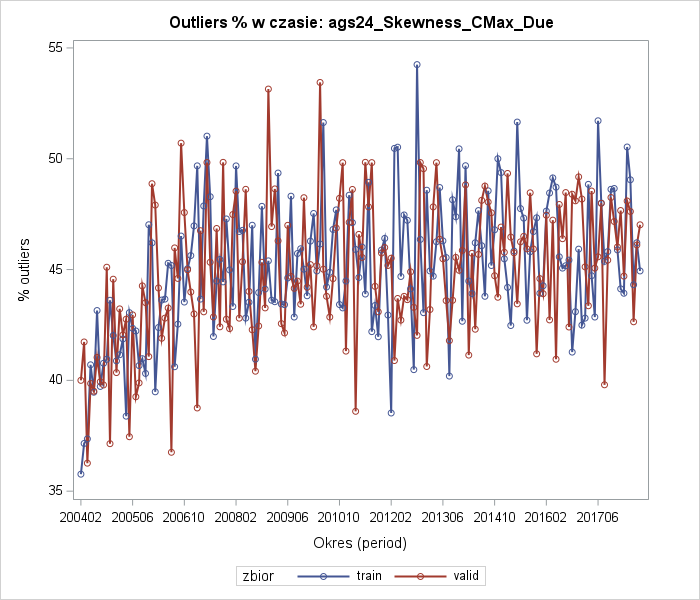 Outliers % w czasie: ags24_Skewness_CMax_Due
% outliers
55
50
45
40
35
200402 200506 200610 200802 200906 201010 201202 201306 201410 201602 201706
Okres (period)
zbior train valid